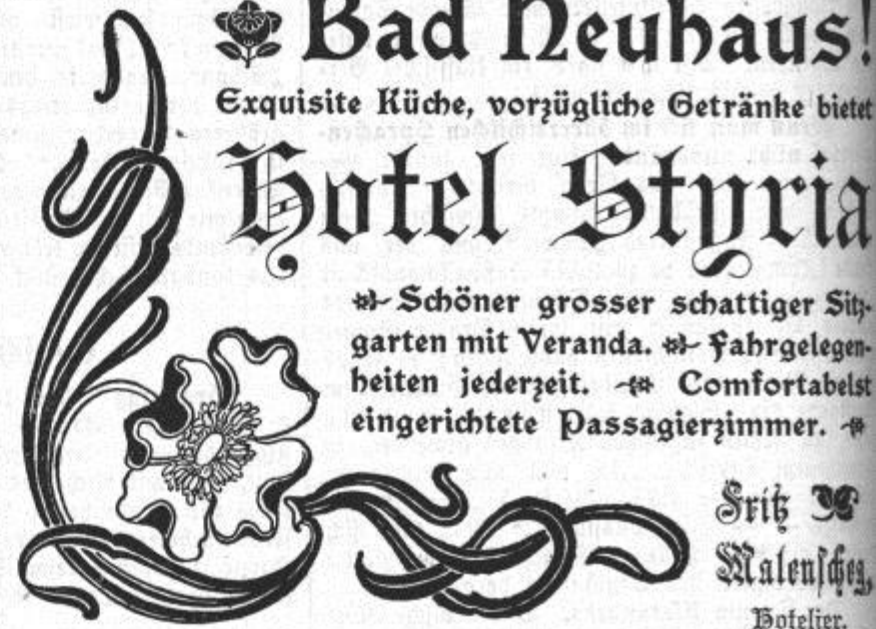 Bad Neuhaus!
Exquisite Küche, vorzügliche Getränke bietet
Hotel Styria
Schöner grosser schattiger Sitz-
garten mit Veranda. Fahrgelegen-
heiten jederzeit. Comfortabelst
eingerichtete Passagierzimmer.
Fritz
Malenscheg,
Hotelier.